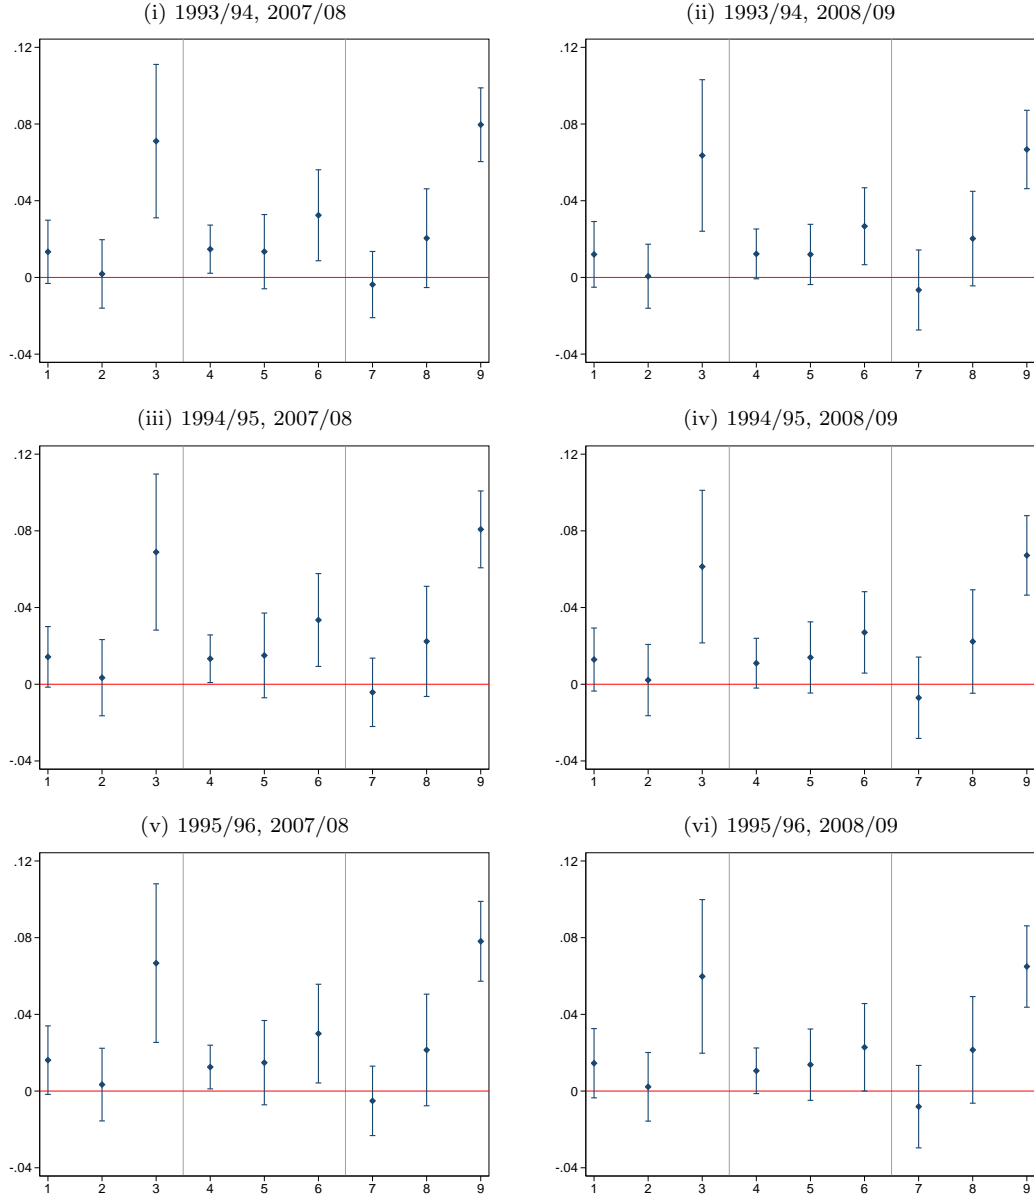 (i) 1993/94, 2007/08
.12
.08
.04
0
-.04
1 2 3 4 5 6 7 8 9
(ii) 1993/94, 2008/09
.12
.08
.04
0
-.04
1 2 3 4 5 6 7 8 9
(iii) 1994/95, 2007/08
.12
.08
.04
0
-.04
1 2 3 4 5 6 7 8 9
(iv) 1994/95, 2008/09
.12
.08
.04
0
-.04
1 2 3 4 5 6 7 8 9
(v) 1995/96, 2007/08
.12
.08
.04
0
-.04
1 2 3 4 5 6 7 8 9
(vi) 1995/96, 2008/09
.12
.08
.04
0
-.04
1 2 3 4 5 6 7 8 9